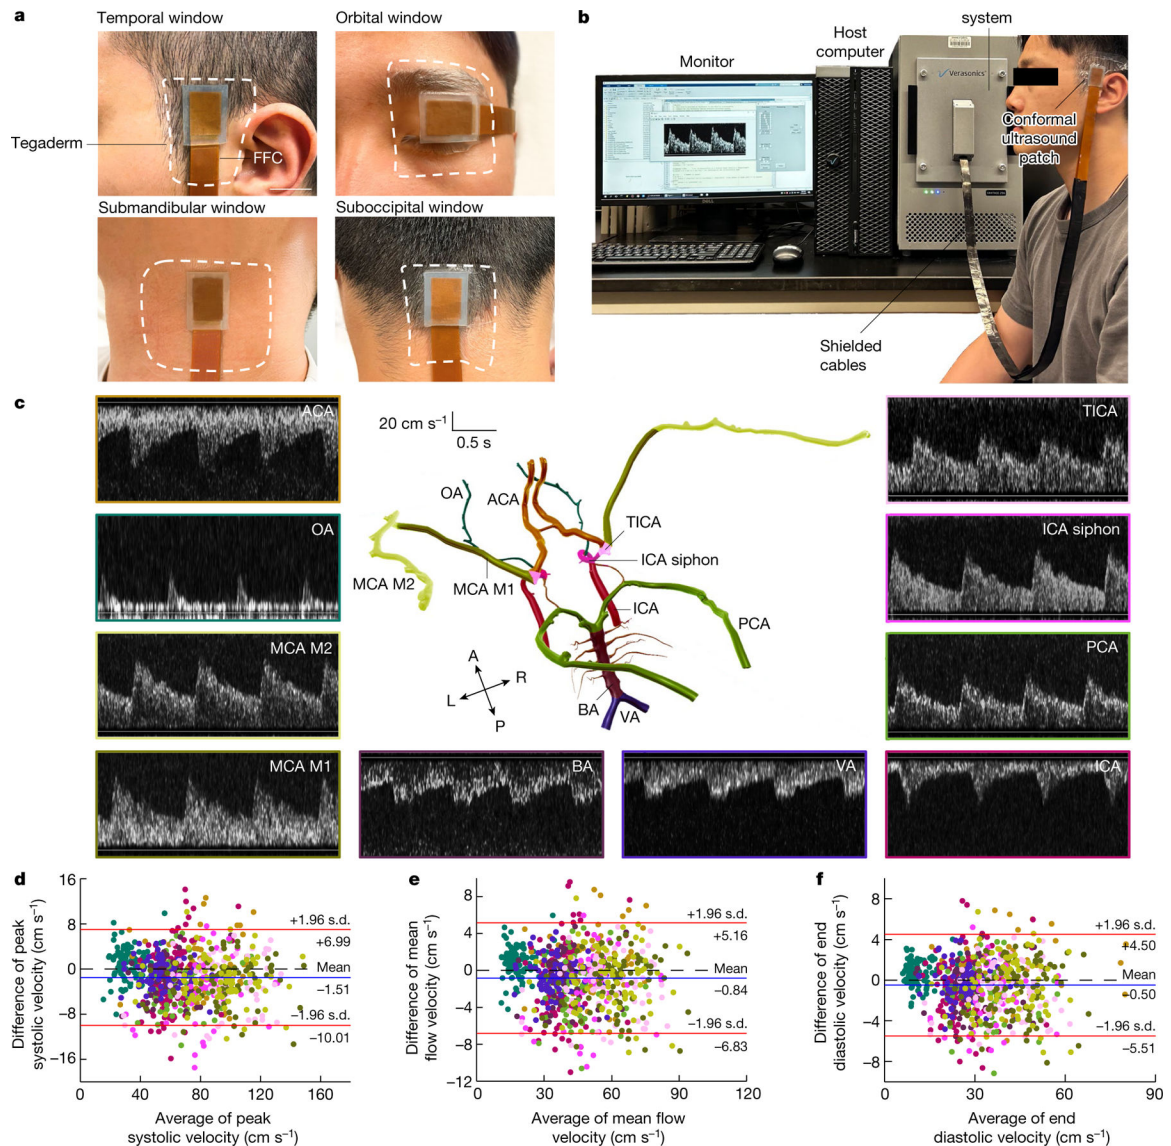 a
Temporal window
Orbital window
Tegaderm
FFC
Submandibular window
Suboccipital window
b
system
Host
computer
Monitor
Verasonics
Conformal
ultrasound
patch
DELL
Shielded
cables
c
ACA
OA
MCA M2
MCA M1
20 cm s⁻¹
0.5 s
OA
ACA
TICA
ICA siphon
MCA M2
MCA M1
ICA
PCA
A
R
L
P
BA
VA
TICA
ICA siphon
PCA
BA
VA
ICA
d
Difference of peak
systolic velocity (cm s⁻¹)
16
8
0
−8
−16
+1.96 s.d.
+6.99
Mean
−1.51
−1.96 s.d.
−10.01
0
40
80
120
160
Average of peak
systolic velocity (cm s⁻¹)
e
Difference of mean
flow velocity (cm s⁻¹)
8
4
0
−4
−8
−12
+1.96 s.d.
+5.16
Mean
−0.84
−1.96 s.d.
−6.83
0
30
60
90
120
Average of mean flow
velocity (cm s⁻¹)
f
Difference of end
diastolic velocity (cm s⁻¹)
8
4
0
−4
−8
+1.96 s.d.
+4.50
Mean
−0.50
−1.96 s.d.
−5.51
0
30
60
90
Average of end
diastolic velocity (cm s⁻¹)